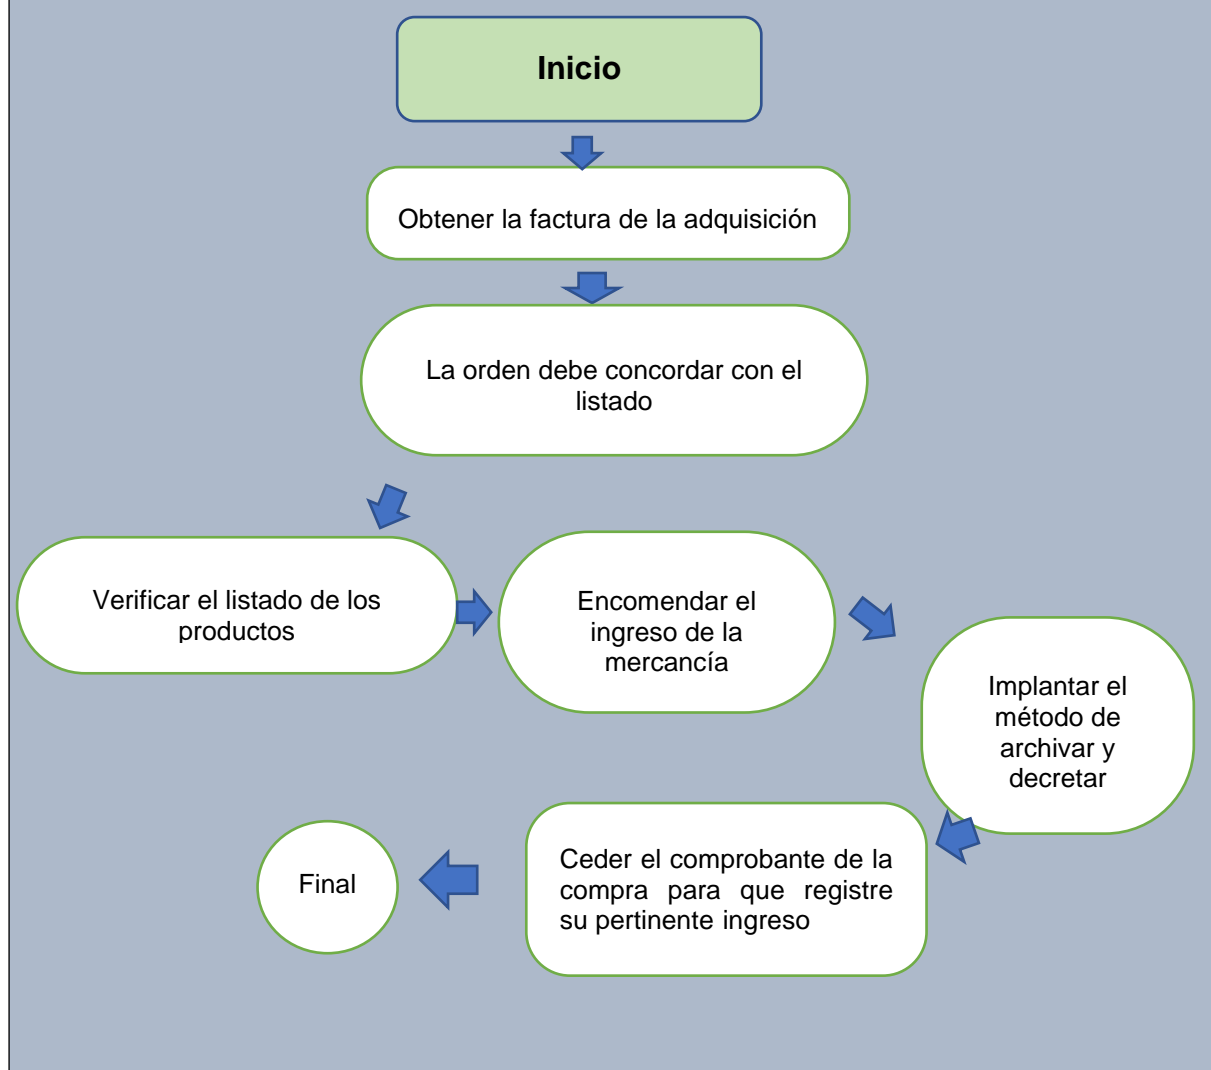 Inicio
Obtener la factura de la adquisición
La orden debe concordar con el
listado
Verificar el listado de los
productos
Encomendar el
ingreso de la
mercancía
Implantar el
método de
archivar y
decretar
Ceder el comprobante de la
compra para que registre
su pertinente ingreso
Final